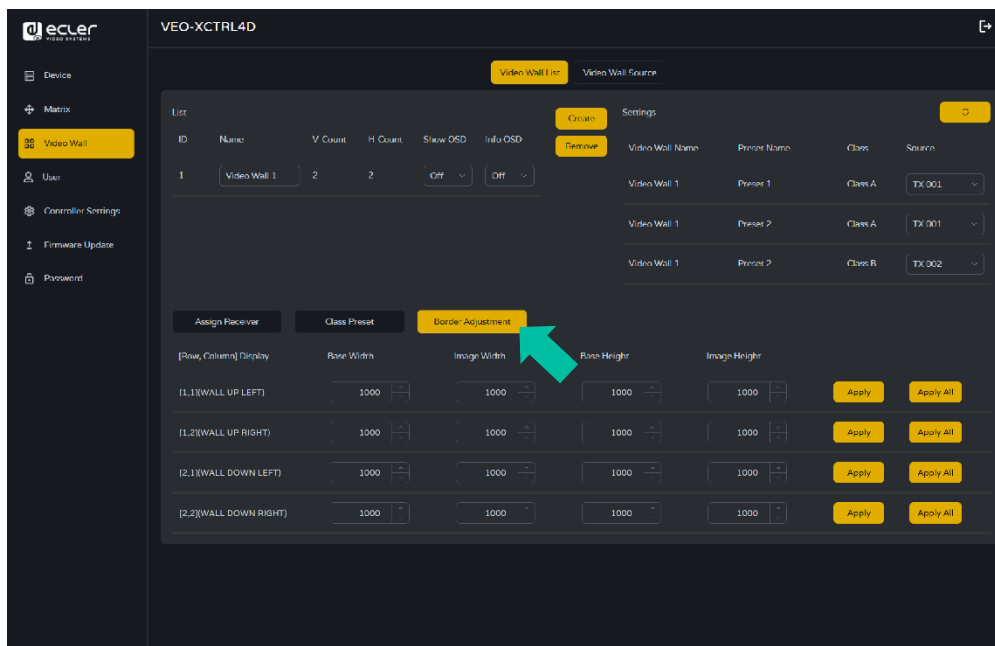 ecler
VIDEO SYSTEMS
VEO-XCTRL4D
Device
Matrix
Video Wall
User
Controller Settings
Firmware Update
Password
Video Wall List Video Wall Source
List
Create
Remove
ID Name V Count H Count Show OSD Info OSD
1 Video Wall 1 2 2 Off Off
Settings
Video Wall Name Preset Name Class Source
Video Wall 1 Preset 1 Class A TX 001
Video Wall 1 Preset 2 Class A TX 001
Video Wall 1 Preset 2 Class B TX 002
Assign Receiver Class Preset Border Adjustment
[Row, Column] Display Base Width Image Width Base Height Image Height
[1,1](WALL UP LEFT) 1000 1000 1000 1000 Apply Apply All
[1,2](WALL UP RIGHT) 1000 1000 1000 1000 Apply Apply All
[2,1](WALL DOWN LEFT) 1000 1000 1000 1000 Apply Apply All
[2,2](WALL DOWN RIGHT) 1000 1000 1000 1000 Apply Apply All